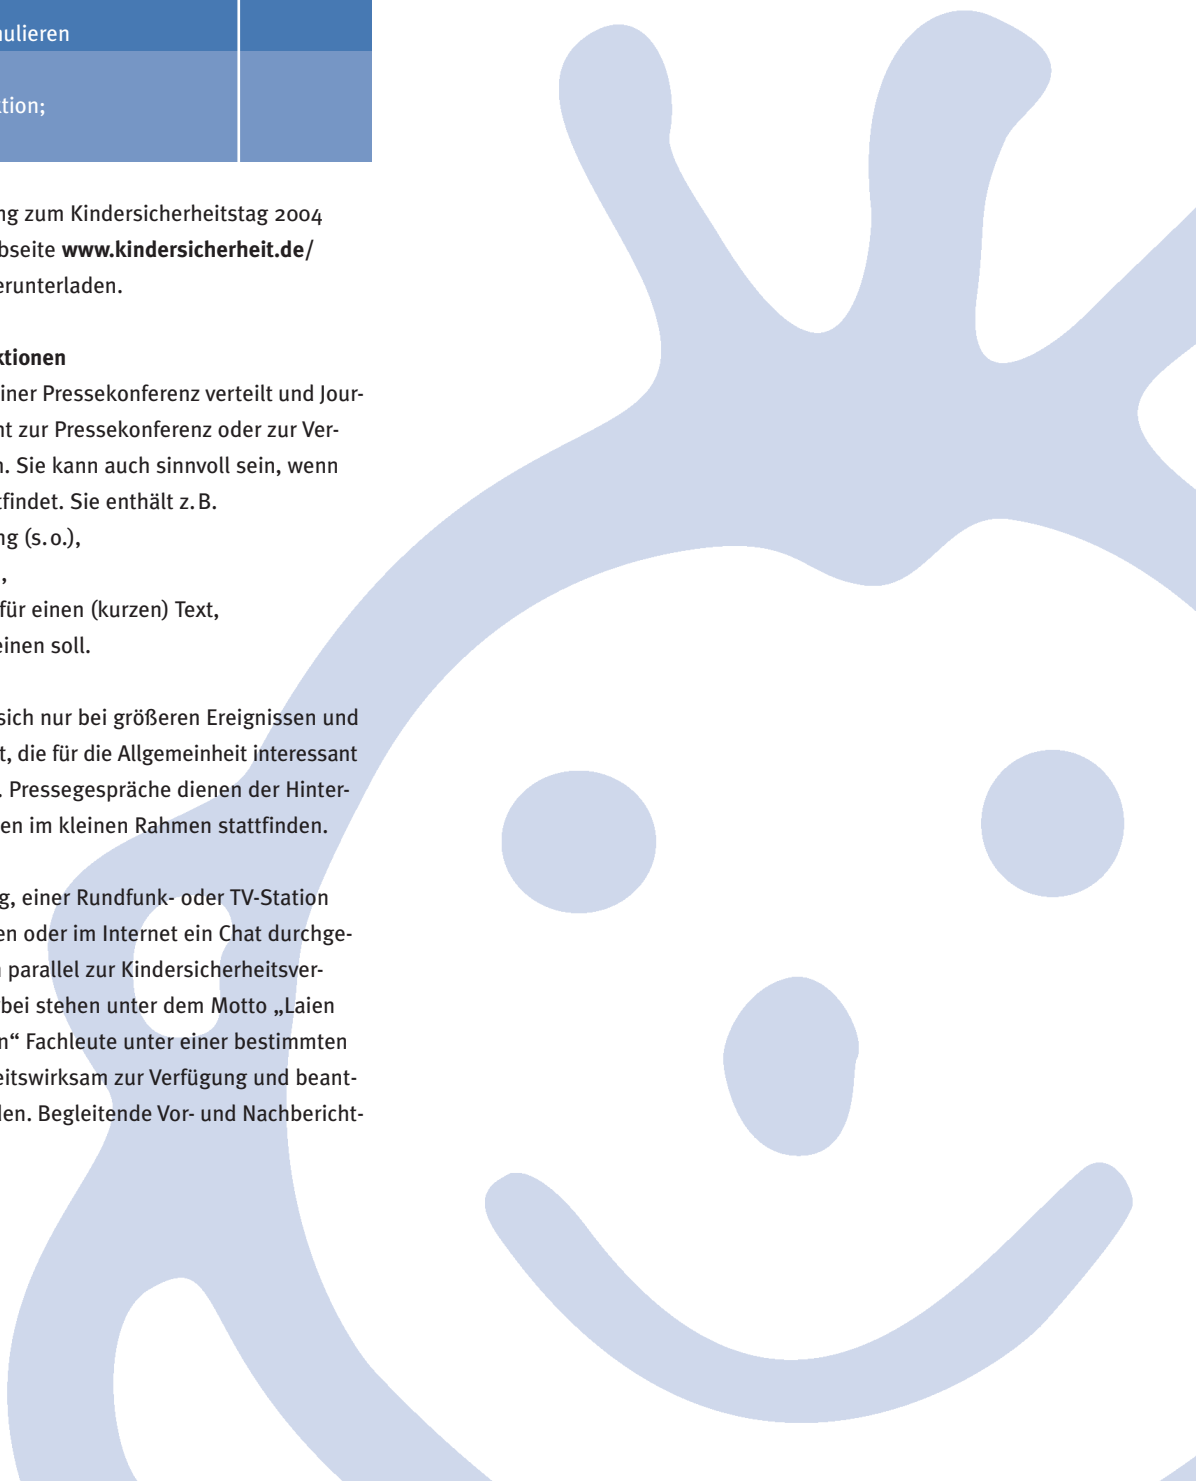 nulieren
tion;
ng zum Kindersicherheitstag 2004
bseite www.kindersicherheit.de/
erunterladen.
ktionen
iner Pressekonferenz verteilt und Jour-
nt zur Pressekonferenz oder zur Ver-
n. Sie kann auch sinnvoll sein, wenn
tfindet. Sie enthält z. B.
ng (s. o.),
,
für einen (kurzen) Text,
einen soll.
sich nur bei größeren Ereignissen und
t, die für die Allgemeinheit interessant
. Pressegespräche dienen der Hinter-
en im kleinen Rahmen stattfinden.
g, einer Rundfunk- oder TV-Station
en oder im Internet ein Chat durchge-
n parallel zur Kindersicherheitsver-
bei stehen unter dem Motto „Laien
n“ Fachleute unter einer bestimmten
eitswirksam zur Verfügung und beant-
den. Begleitende Vor- und Nachbericht-